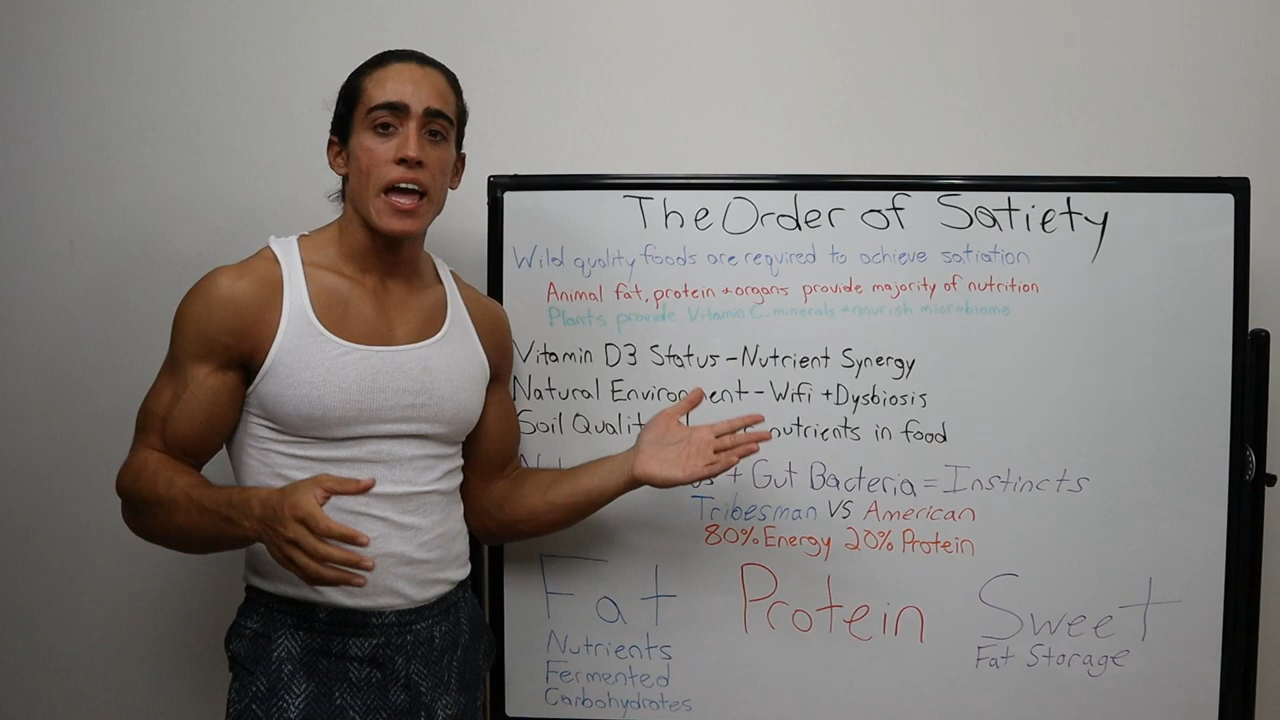 The Order of Satiety
Wild quality foods are required to achieve satiation
Animal fat, protein + organs provide majority of nutrition
Plants provide Vitamin C, minerals + nourish microbiome
Vitamin D3 Status - Nutrient Synergy
Natural Environment - Wifi + Dysbiosis
Soil Qualit nutrients in food
+ Gut Bacteria = Instincts
Tribesman VS American
80% Energy 20% Protein
Fat Protein Sweet
Nutrients Fat Storage
Fermented
Carbohydrates